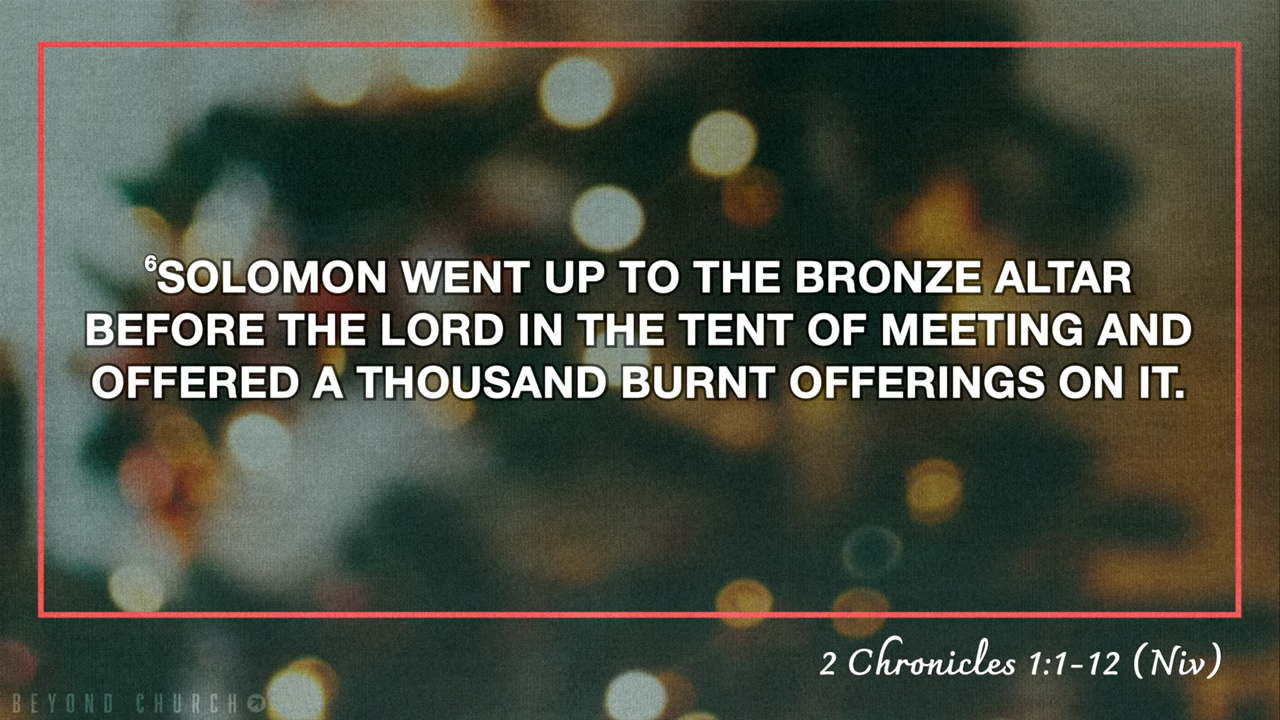 ⁶SOLOMON WENT UP TO THE BRONZE ALTAR
BEFORE THE LORD IN THE TENT OF MEETING AND
OFFERED A THOUSAND BURNT OFFERINGS ON IT.
2 Chronicles 1:1-12 (Niv)
BEYOND CHURCH